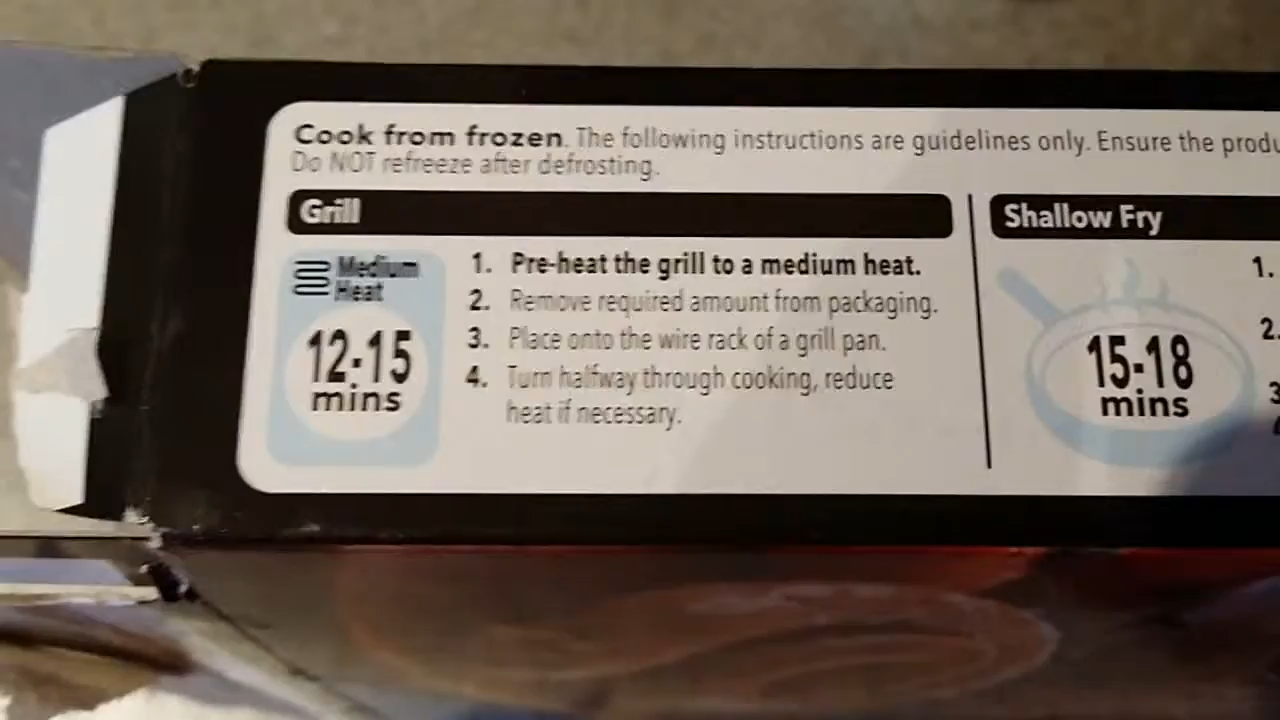 Cook from frozen. The following instructions are guidelines only. Ensure the
Do NOT refreeze after defrosting.
Grill
Medium
Heat
12-15
mins
1. Pre-heat the grill to a medium heat.
2. Remove required amount from packaging.
3. Place onto the wire rack of a grill pan.
4. Turn halfway through cooking, reduce
heat if necessary.
Shallow Fry
15-18
mins
1.
2.
3